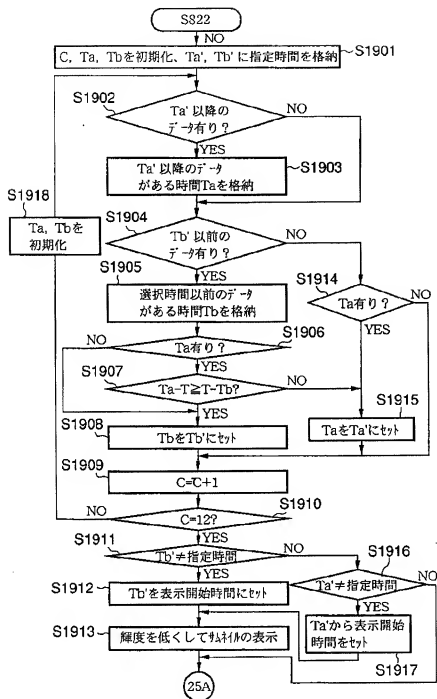 S822
NO
C, Ta, Tbを初期化、Ta', Tb' に指定時間を格納
S1901
S1902
Ta' 以降の
データ有り？
NO
YES
Ta' 以降のデータ
がある時間Taを格納
S1903
S1918
Ta, Tbを
初期化
S1904
Tb' 以前の
データ有り？
NO
YES
S1905
選択時間以前のデータ
がある時間Tbを格納
S1914
Ta有り？
NO
YES
S1906
Ta有り？
NO
YES
S1907
Ta-T≧T-Tb?
NO
YES
S1908
TbをTb'にセット
S1915
TaをTa'にセット
S1909
C=C+1
S1910
C=12?
NO
YES
S1911
Tb'≠指定時間
NO
YES
S1916
Ta'≠指定時間
NO
YES
S1912
Tb'を表示開始時間にセット
Ta'から表示開始
時間をセット
S1917
S1913
輝度を低くしてサムネイルの表示
25A